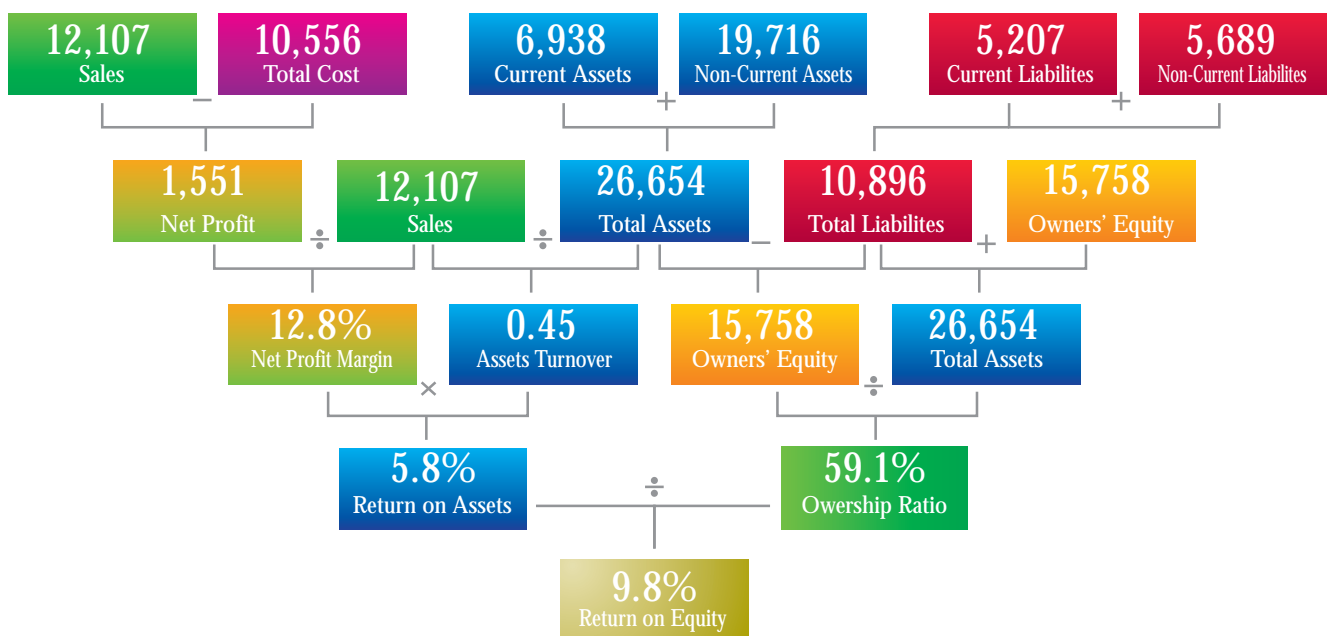 12,107
Sales
10,556
Total Cost
6,938
Current Assets
19,716
Non-Current Assets
5,207
Current Liabilites
5,689
Non-Current Liabilites
−
+
+
1,551
Net Profit
12,107
Sales
26,654
Total Assets
10,896
Total Liabilites
15,758
Owners’ Equity
÷
÷
−
+
12.8%
Net Profit Margin
0.45
Assets Turnover
15,758
Owners’ Equity
26,654
Total Assets
×
÷
5.8%
Return on Assets
÷
59.1%
Owership Ratio
9.8%
Return on Equity